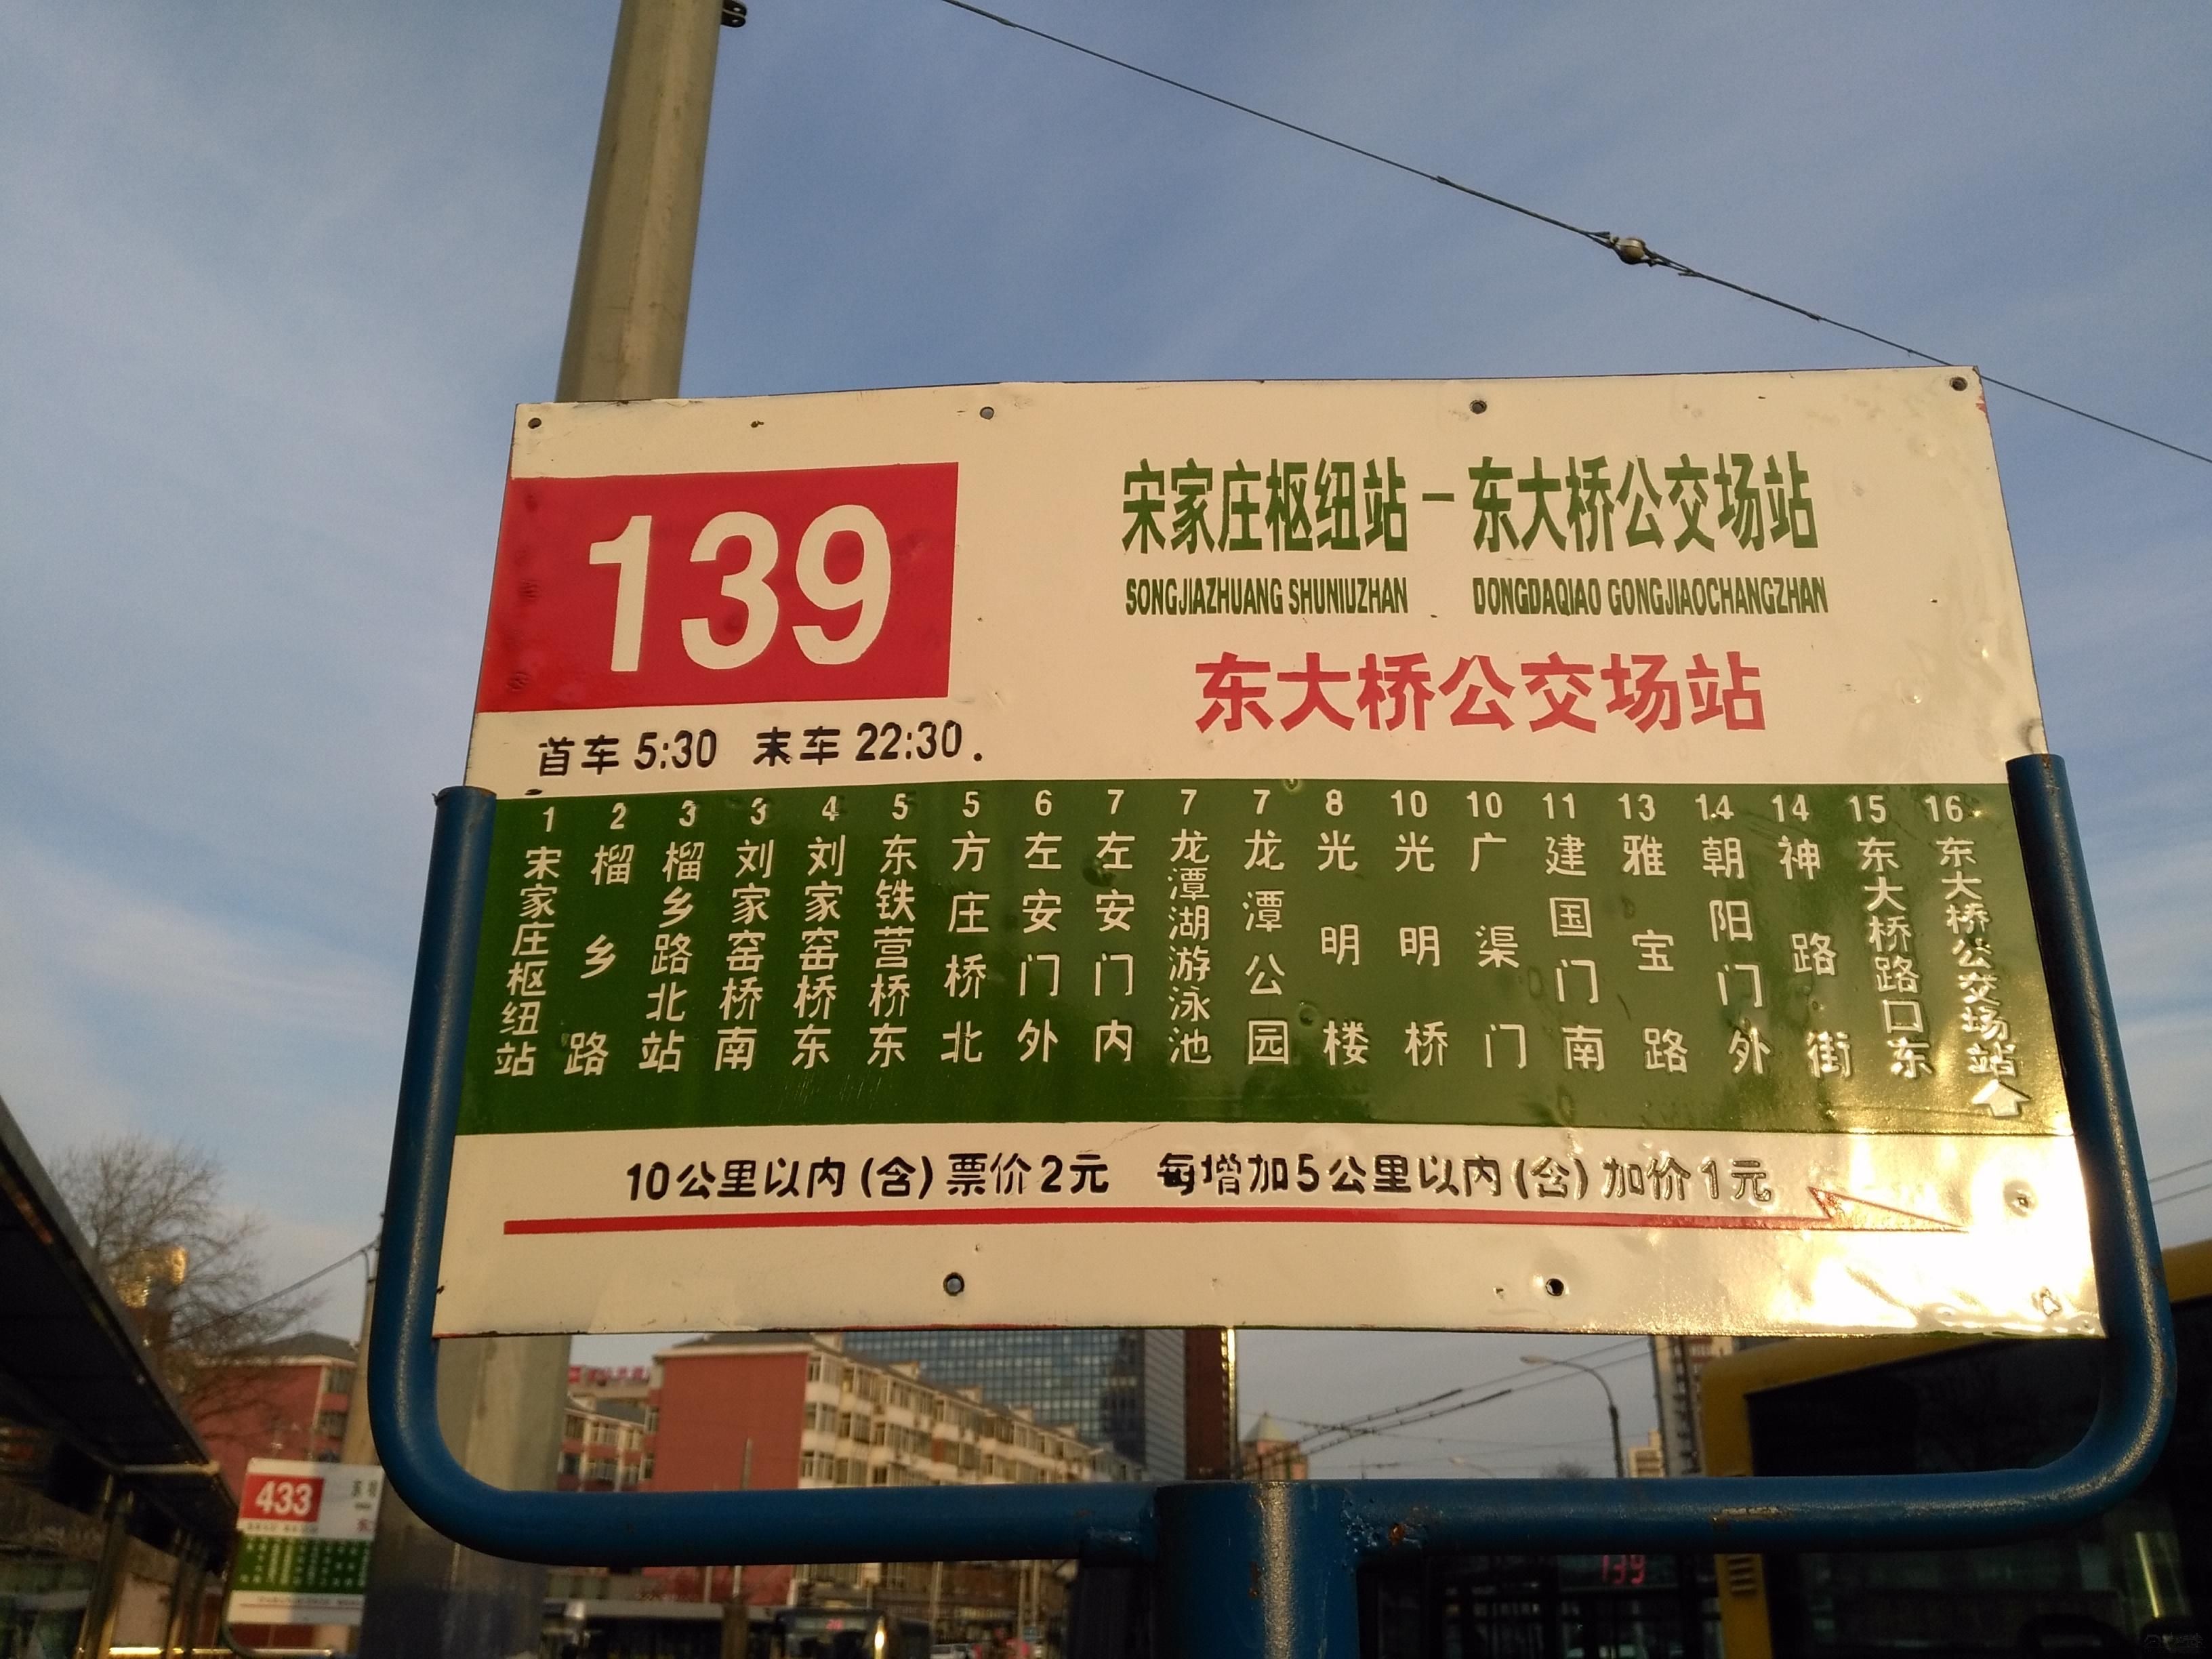 139
宋家庄枢纽站－东大桥公交场站
SONGJIAZHUANG SHUNIUZHAN DONGDAQIAO GONGJIAOCHANGZHAN
东大桥公交场站
首车 5:30 末车 22:30.
1 宋家庄枢纽站
2 榴乡路
3 榴乡路北站
3 刘家窑桥南
4 刘家窑桥东
5 东铁营桥东
5 方庄桥北
6 左安门外
7 左安门内
7 龙潭湖游泳池
7 龙潭公园
8 光明楼
10 光明桥
10 广渠门
11 建国门南
13 雅宝路
14 朝阳门外
14 神路街
15 东大桥路口东
16 东大桥公交场站
10公里以内(含)票价2元 每增加5公里以内(含)加价1元
433
139